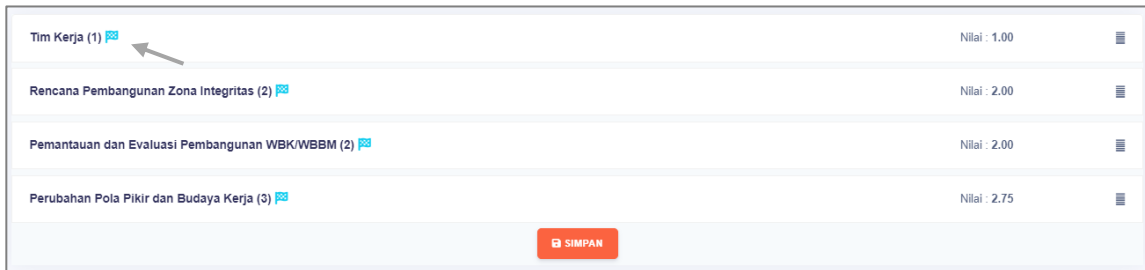 Tim Kerja (1) Nilai : 1.00
Rencana Pembangunan Zona Integritas (2) Nilai : 2.00
Pemantauan dan Evaluasi Pembangunan WBK/WBBM (2) Nilai : 2.00
Perubahan Pola Pikir dan Budaya Kerja (3) Nilai : 2.75
SIMPAN